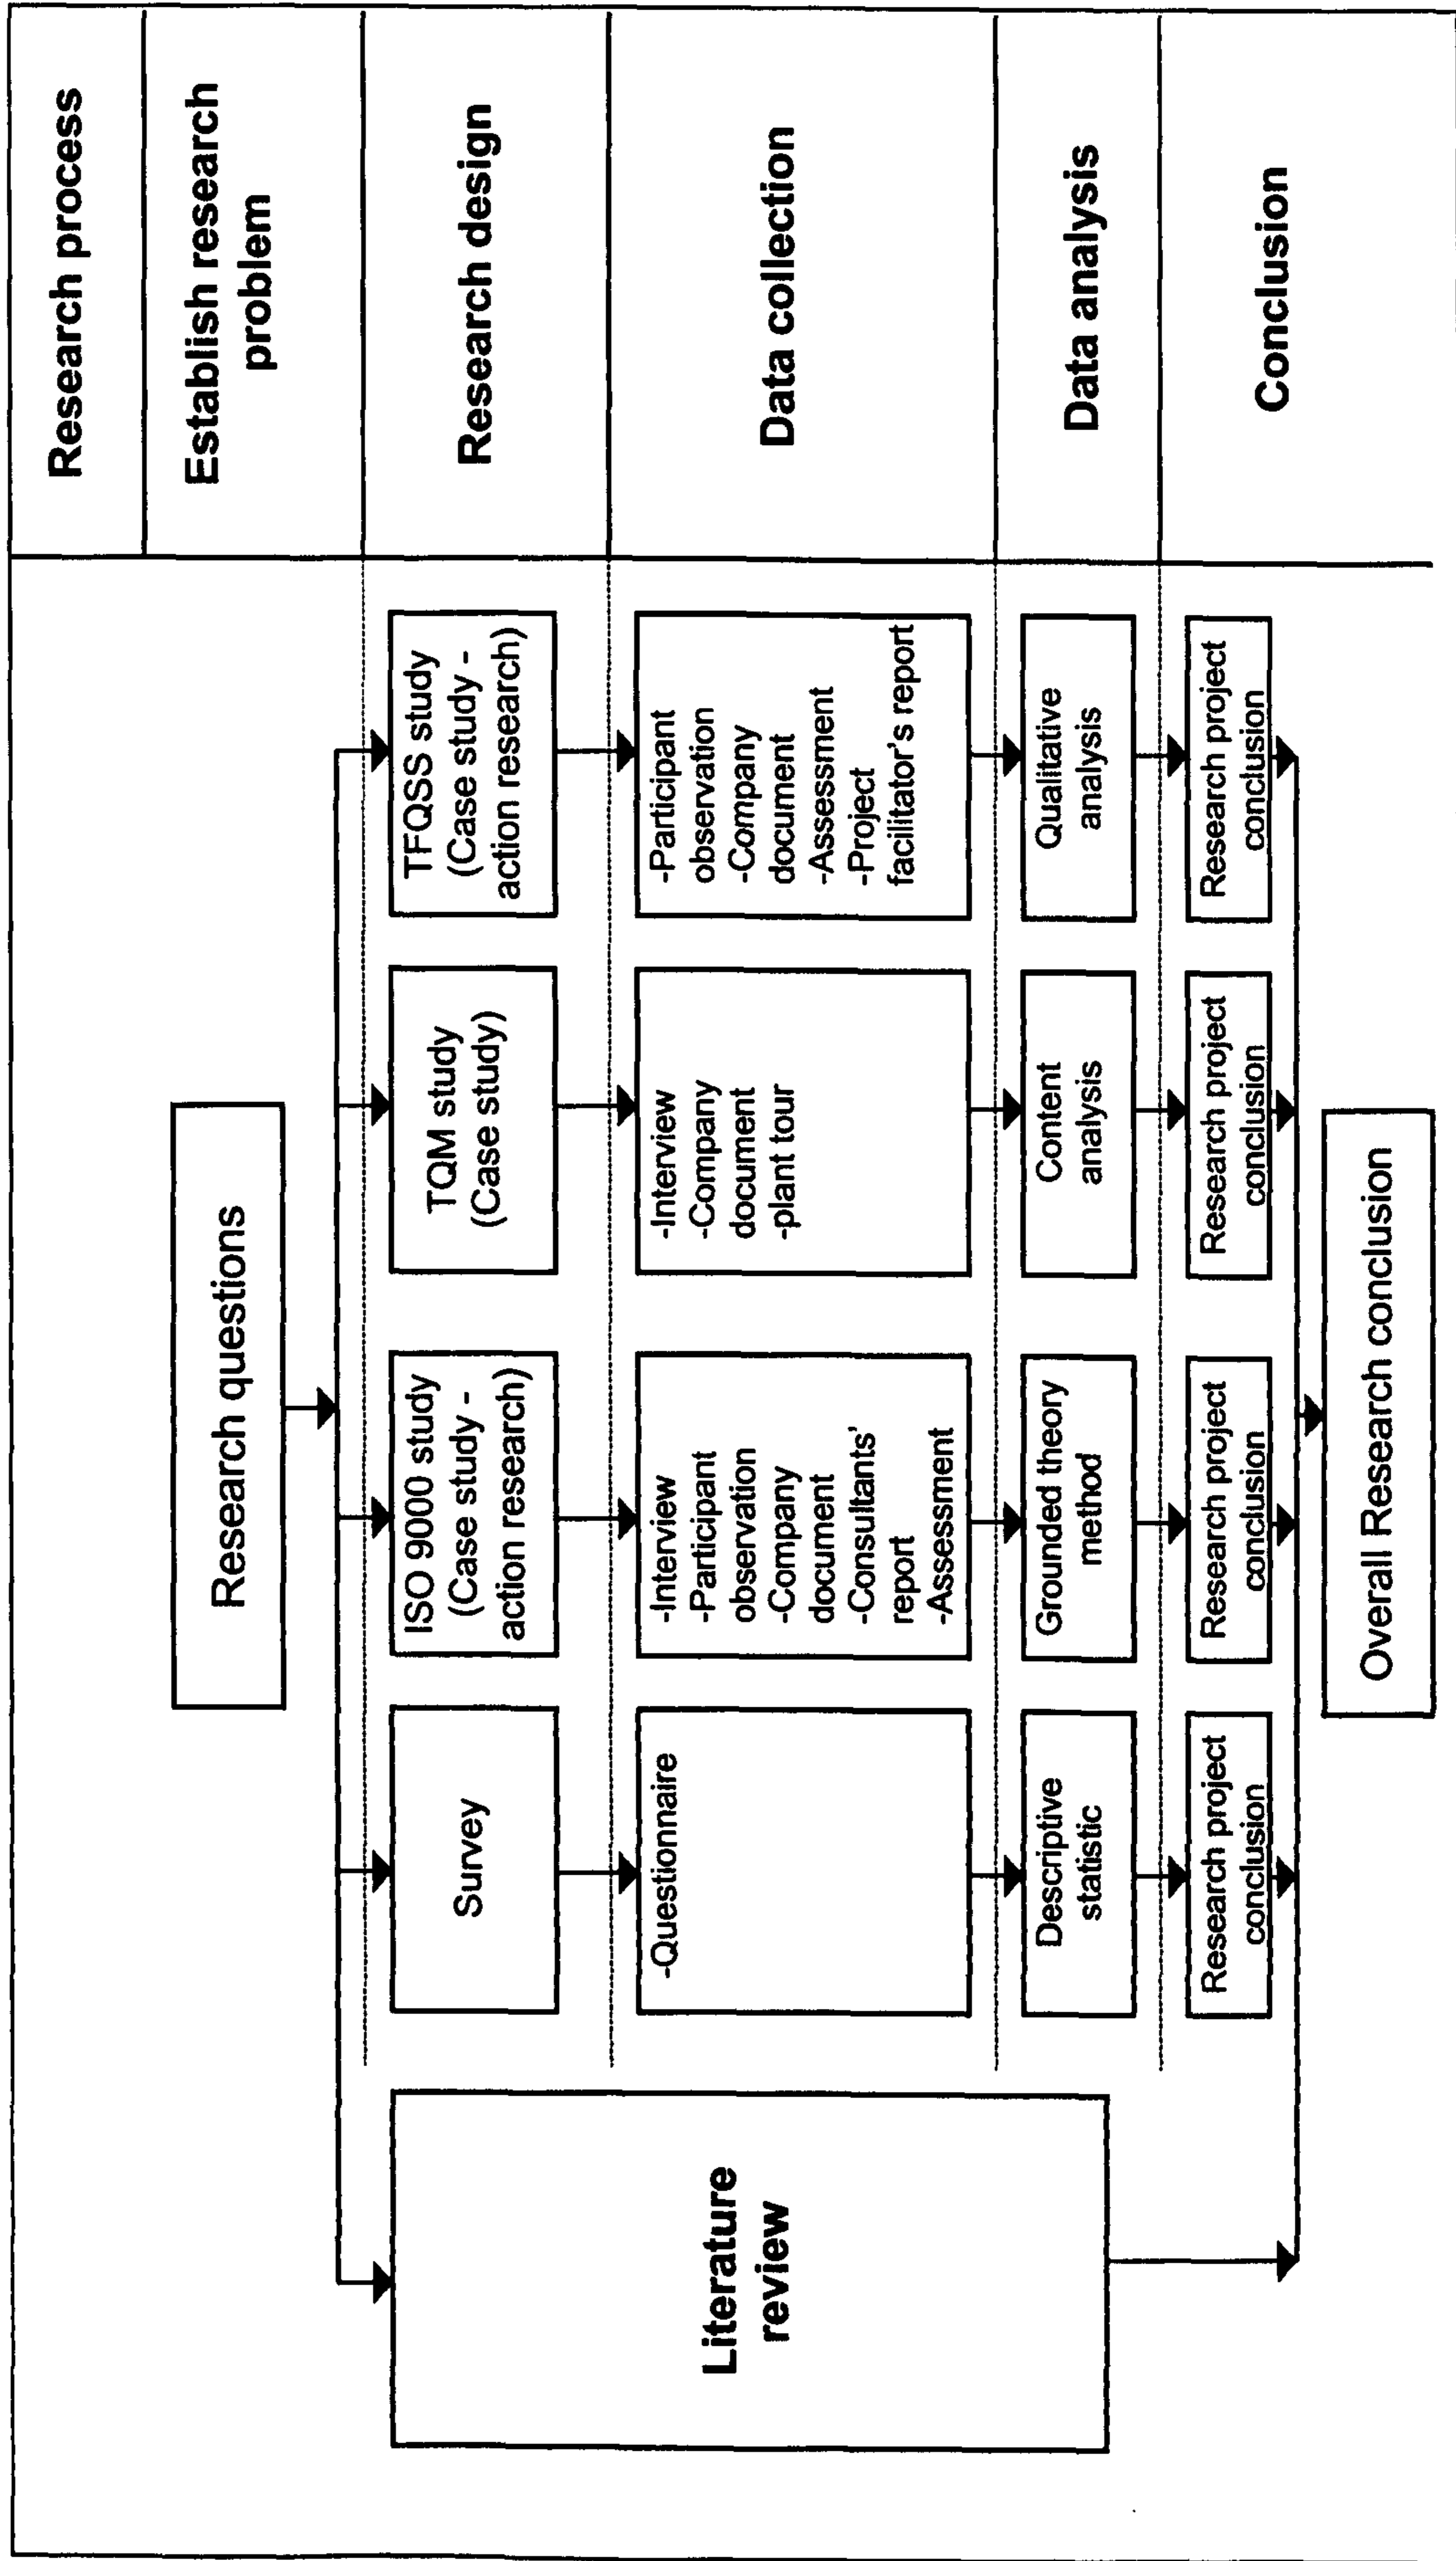 Research process
Establish research
problem
Research design
Data collection
Data analysis
Conclusion
Research questions
Literature
review
Survey
ISO 9000 study
(Case study -
action research)
TQM study
(Case study)
TFQSS study
(Case study -
action research)
-Questionnaire
-Interview
-Participant
observation
-Company
document
-Consultants'
report
-Assessment
-Interview
-Company
document
-plant tour
-Participant
observation
-Company
document
-Assessment
-Project
facilitator's report
Descriptive
statistic
Grounded theory
method
Content
analysis
Qualitative
analysis
Research project
conclusion
Research project
conclusion
Research project
conclusion
Research project
conclusion
Overall Research conclusion